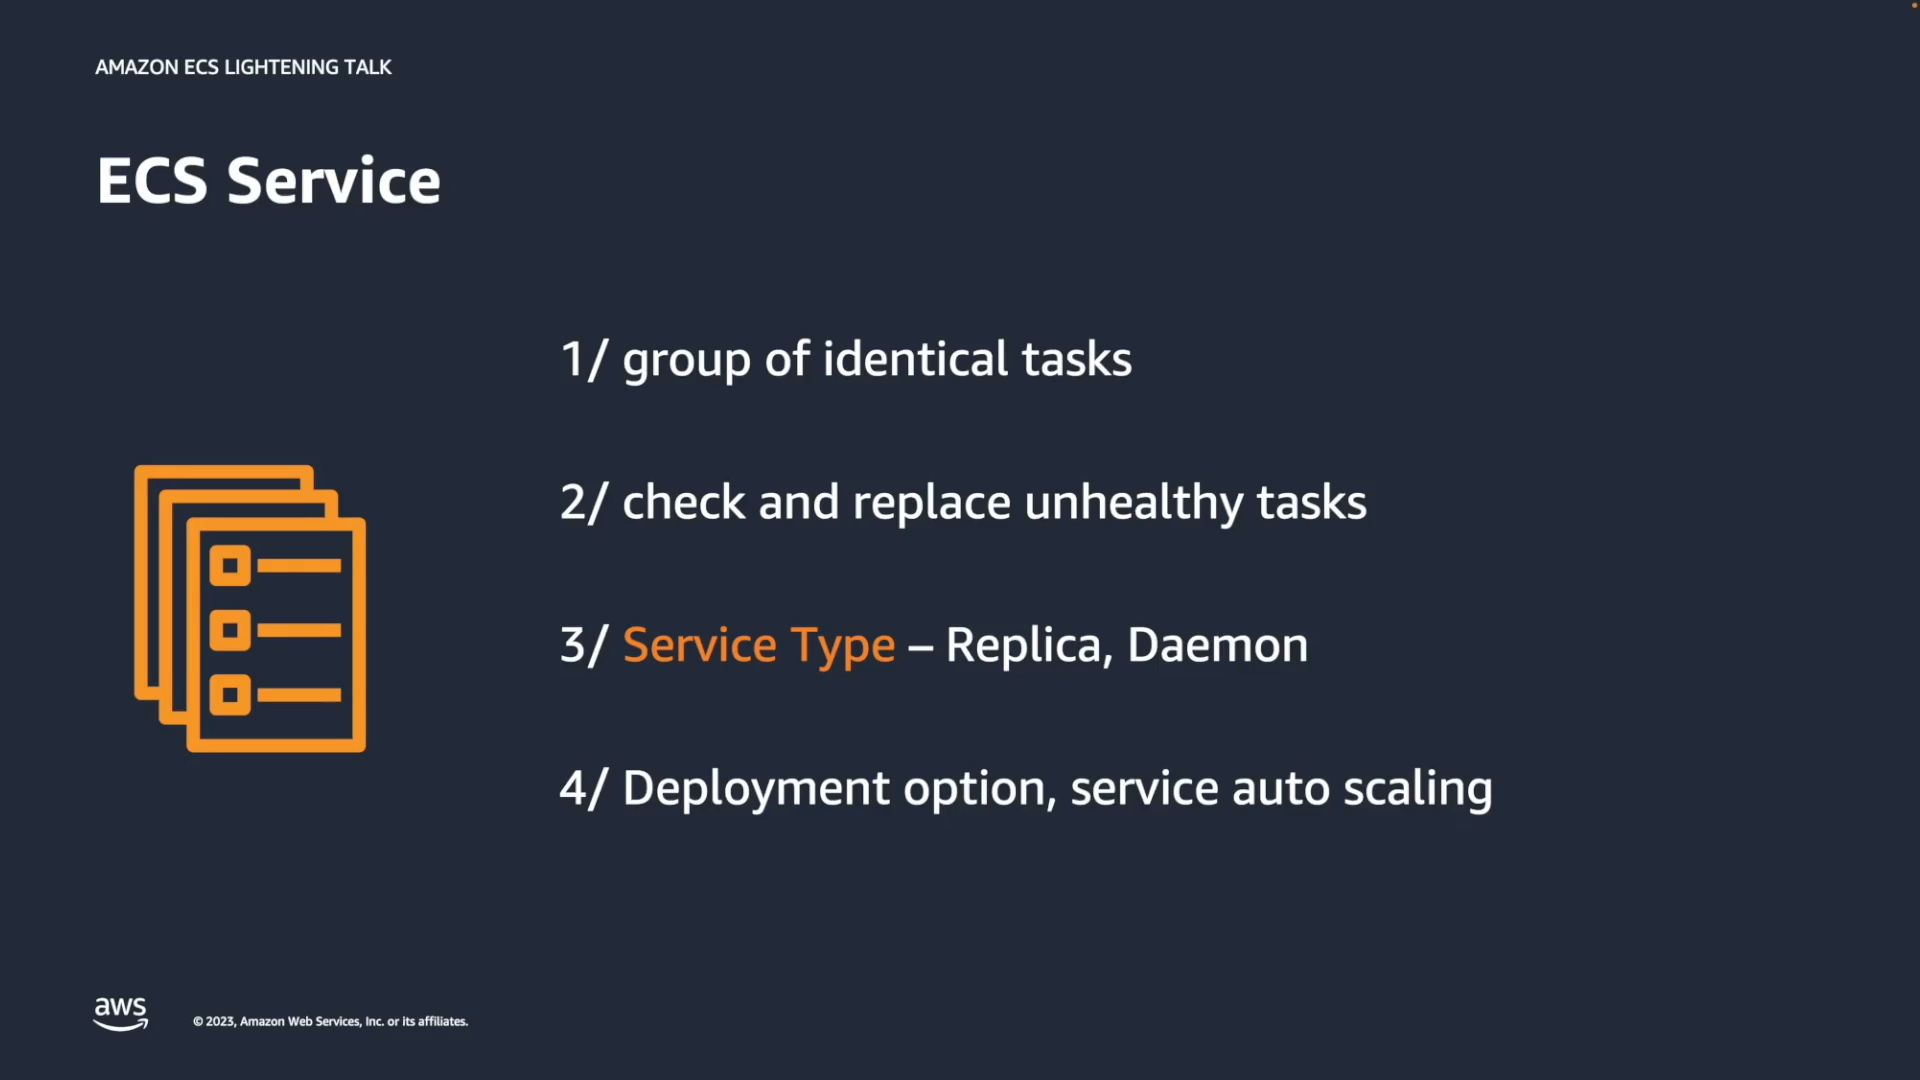 AMAZON ECS LIGHTENING TALK
ECS Service
1/ group of identical tasks
2/ check and replace unhealthy tasks
3/ Service Type – Replica, Daemon
4/ Deployment option, service auto scaling
aws
© 2023, Amazon Web Services, Inc. or its affiliates.